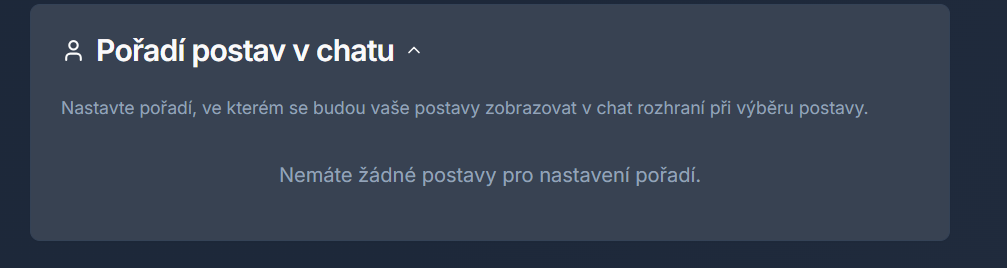 Pořadí postav v chatu
Nastavte pořadí, ve kterém se budou vaše postavy zobrazovat v chat rozhraní při výběru postavy.
Nemáte žádné postavy pro nastavení pořadí.